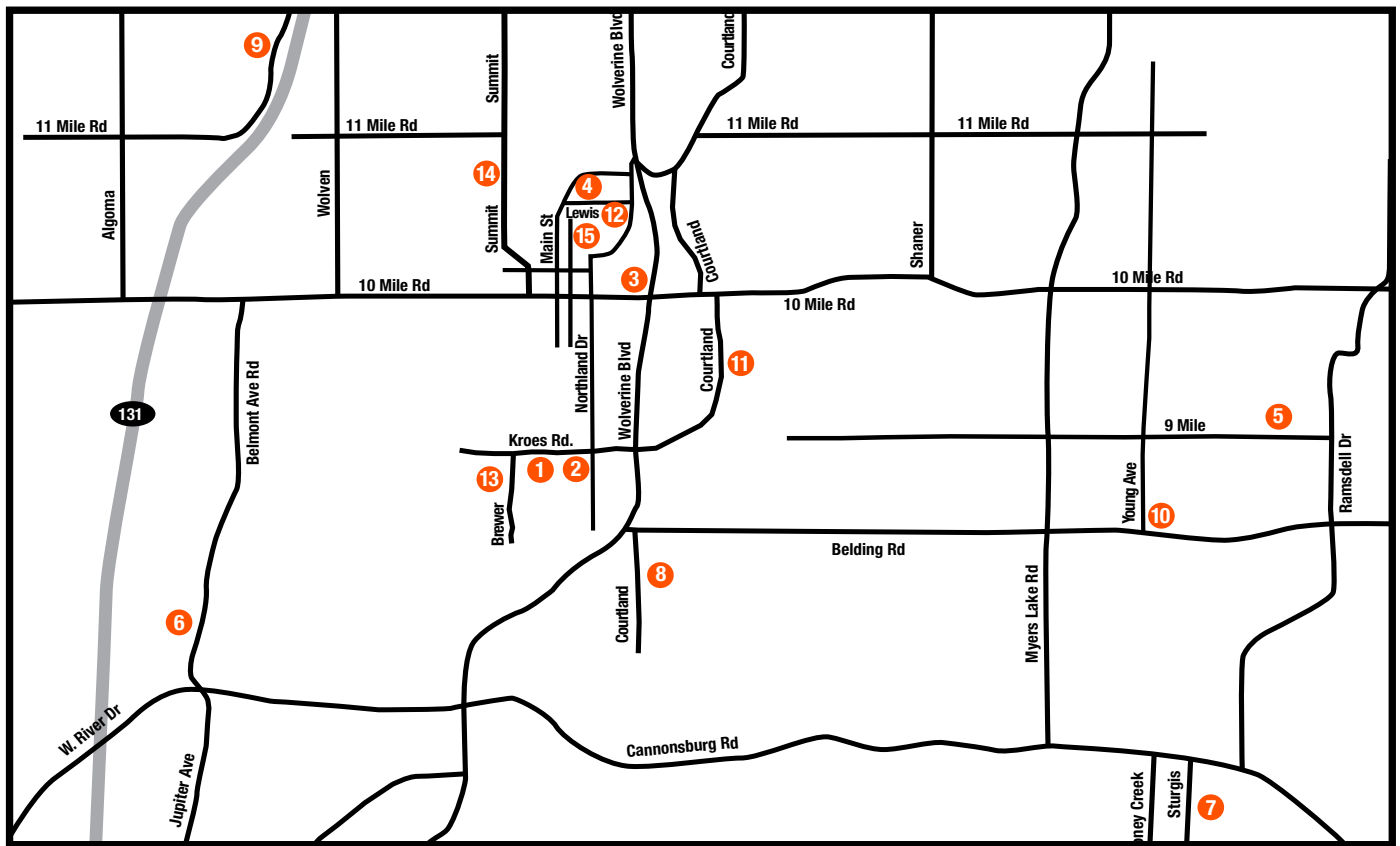 9
Summit
Wolverine Blvd
Courtland
11 Mile Rd
11 Mile Rd
11 Mile Rd
11 Mile Rd
14
Algoma
Wolven
Summit
4
Lewis
12
Main St
15
Courtland
Shaner
3
10 Mile Rd
10 Mile Rd
10 Mile Rd
131
Belmont Ave Rd
Northland Dr
Wolverine Blvd
Courtland
11
5
9 Mile
Kroes Rd.
13
1
2
Brewer
Young Ave
10
Ramsdell Dr
Belding Rd
8
Courtland
Myers Lake Rd
6
W. River Dr
Cannonsburg Rd
Jupiter Ave
oney Creek
Sturgis
7